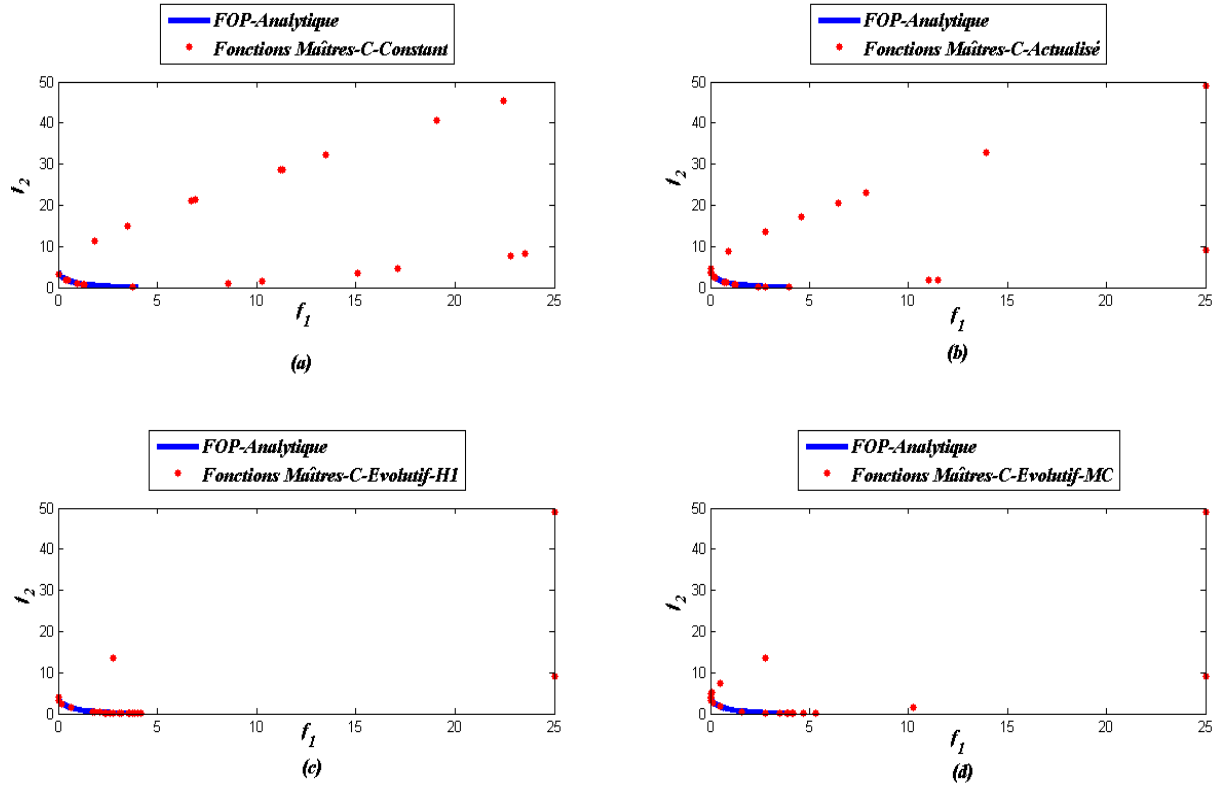 FOP-Analytique
Fonctions Maîtres-C-Constant
50
40
30
20
10
0
f2
0 5 10 15 20 25
f1
(a)
FOP-Analytique
Fonctions Maîtres-C-Actualisé
50
40
30
20
10
0
f2
0 5 10 15 20 25
f1
(b)
FOP-Analytique
Fonctions Maîtres-C-Evolutif-H1
50
40
30
20
10
0
f2
0 5 10 15 20 25
f1
(c)
FOP-Analytique
Fonctions Maîtres-C-Evolutif-MC
50
40
30
20
10
0
f2
0 5 10 15 20 25
f1
(d)